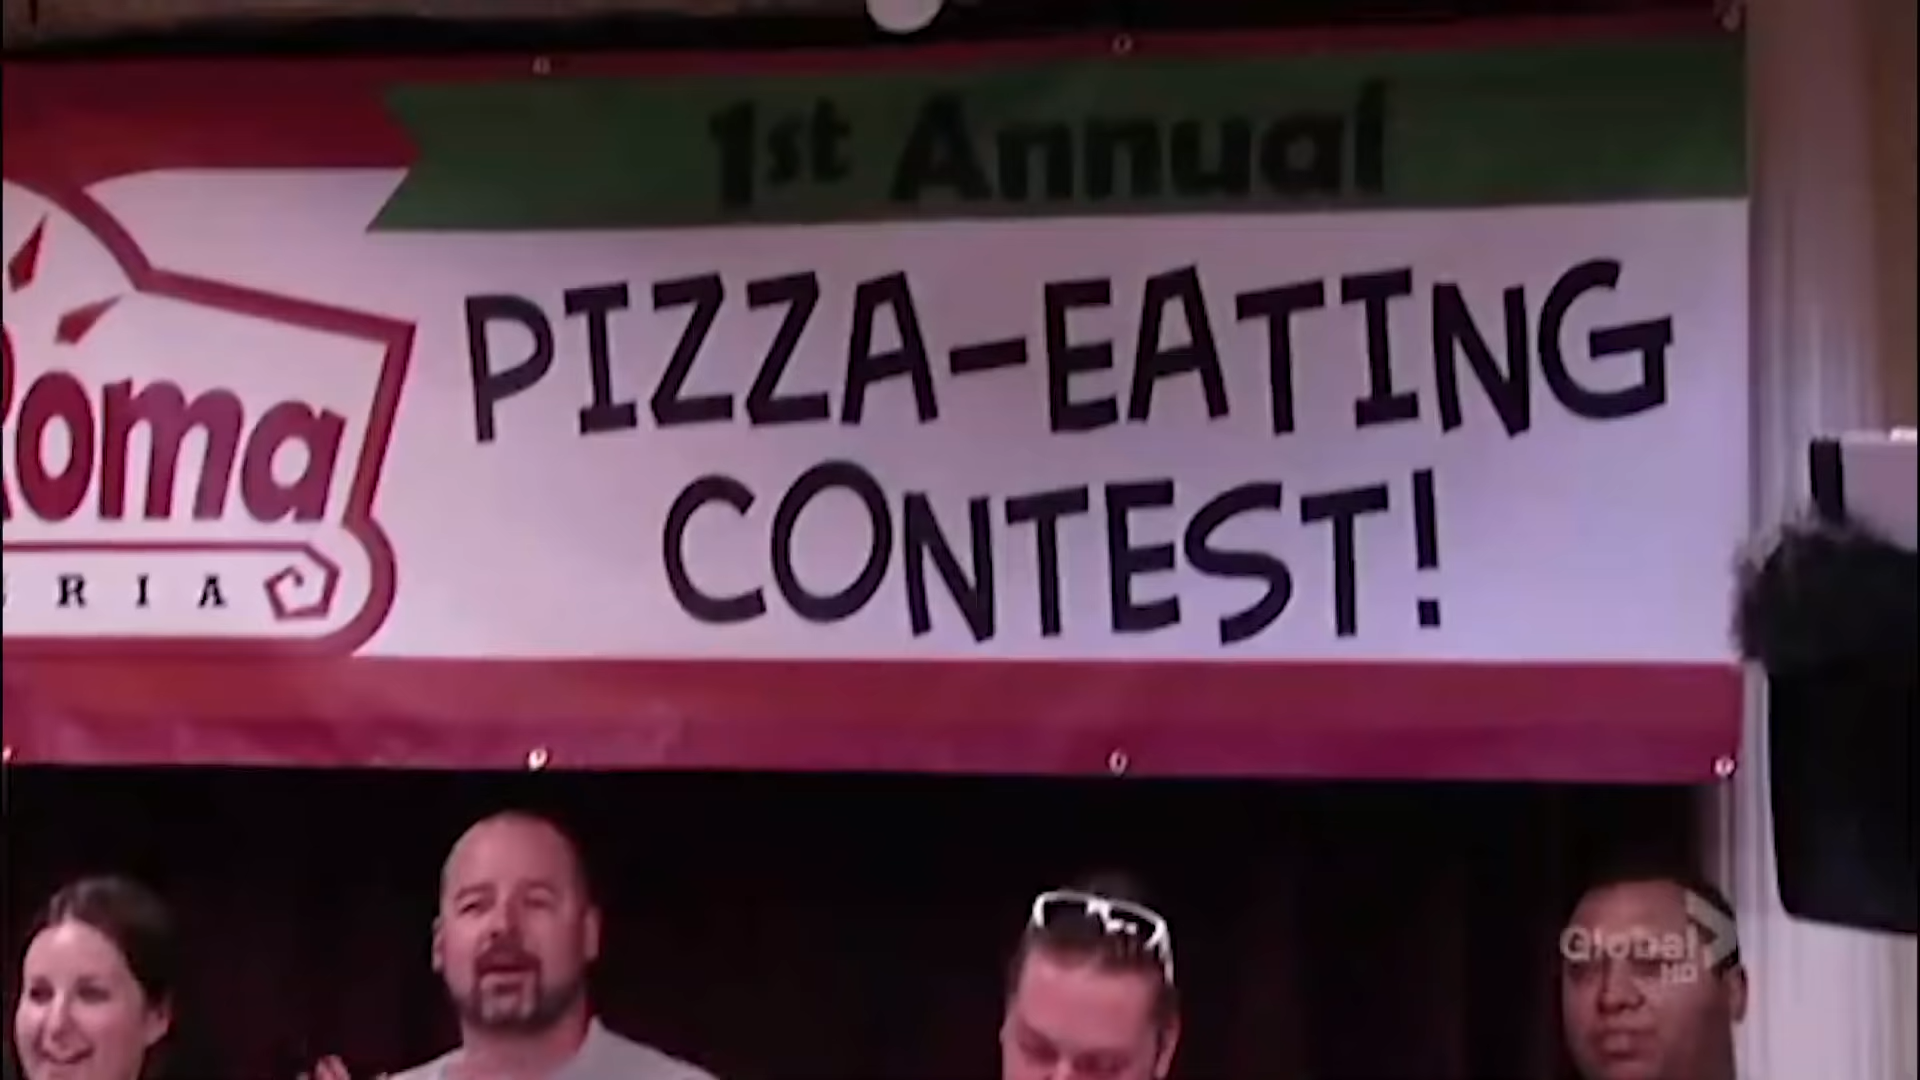 1st Annual
PIZZA-EATING
CONTEST!
Roma
RIA
Global
HD